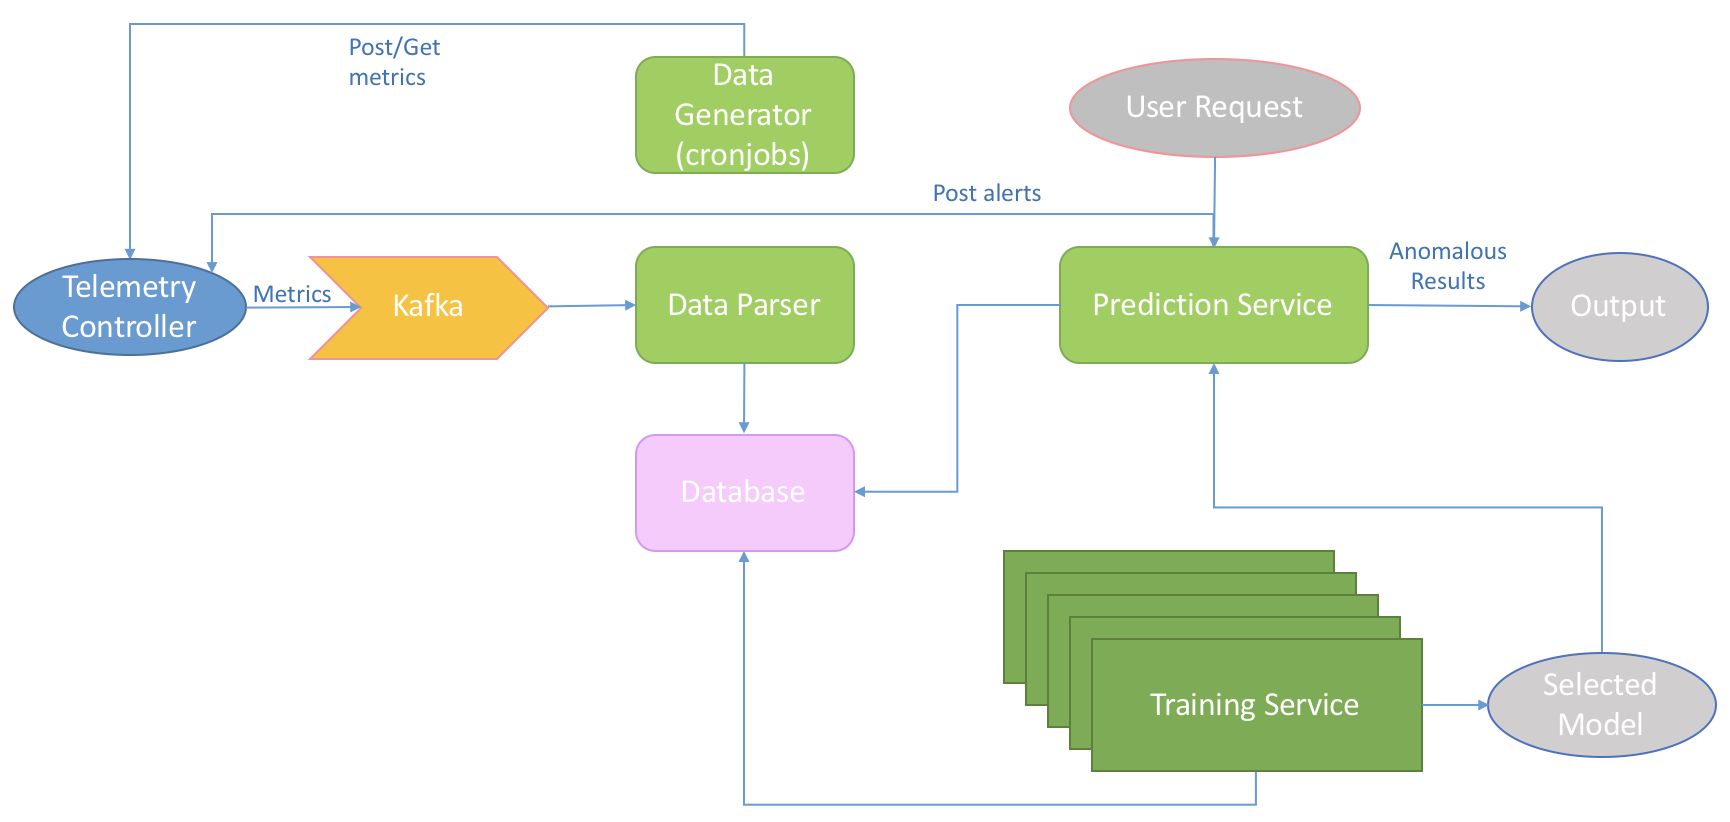 Post/Get
metrics
Data
Generator
(cronjobs)
User Request
Post alerts
Telemetry
Controller
Metrics
Kafka
Data Parser
Prediction Service
Anomalous
Results
Output
Database
Training Service
Selected
Model